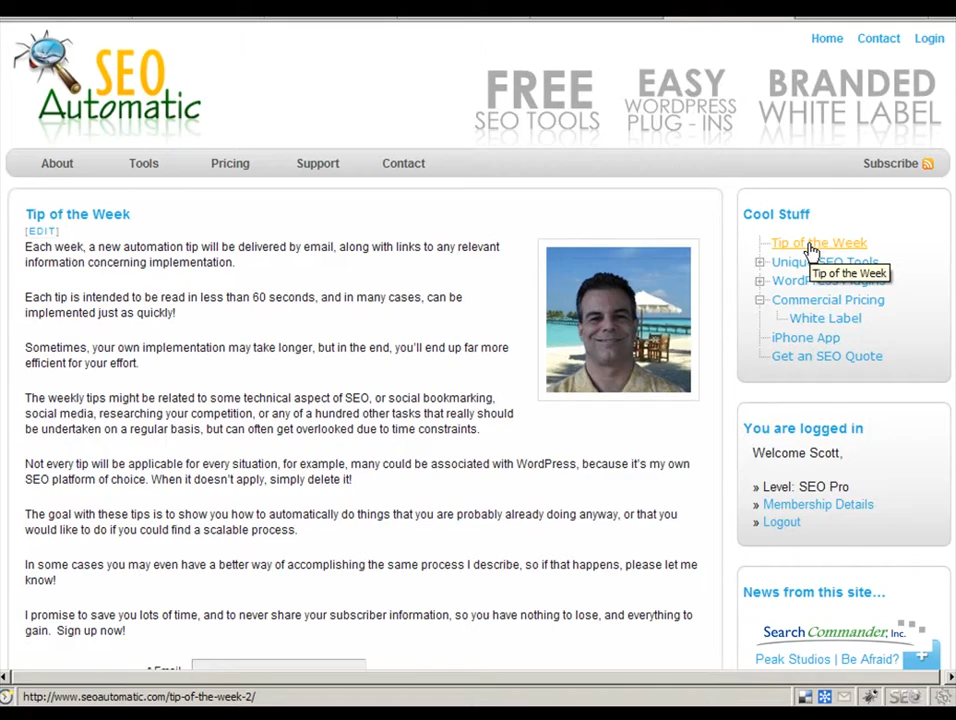 SEO
Automatic
Home Contact Login
FREE
SEO TOOLS
EASY
WORDPRESS
PLUG - INS
BRANDED
WHITE LABEL
About Tools Pricing Support Contact Subscribe
Tip of the Week
[EDIT]
Each week, a new automation tip will be delivered by email, along with links to any relevant
information concerning implementation.
Each tip is intended to be read in less than 60 seconds, and in many cases, can be
implemented just as quickly!
Sometimes, your own implementation may take longer, but in the end, you'll end up far more
efficient for your effort.
The weekly tips might be related to some technical aspect of SEO, or social bookmarking,
social media, researching your competition, or any of a hundred other tasks that really should
be undertaken on a regular basis, but can often get overlooked due to time constraints.
Not every tip will be applicable for every situation, for example, many could be associated with WordPress, because it's my own
SEO platform of choice. When it doesn't apply, simply delete it!
The goal with these tips is to show you how to automatically do things that you are probably already doing anyway, or that you
would like to do if you could find a scalable process.
In some cases you may even have a better way of accomplishing the same process I describe, so if that happens, please let me
know!
I promise to save you lots of time, and to never share your subscriber information, so you have nothing to lose, and everything to
gain. Sign up now!
Cool Stuff
Tip of the Week
Unique SEO Tools
Tip of the Week
WordPress Plugins
Commercial Pricing
White Label
iPhone App
Get an SEO Quote
You are logged in
Welcome Scott,
» Level: SEO Pro
» Membership Details
» Logout
News from this site...
Search Commander, Inc.
Peak Studios | Be Afraid?
http://www.seoautomatic.com/tip-of-the-week-2/
SEO